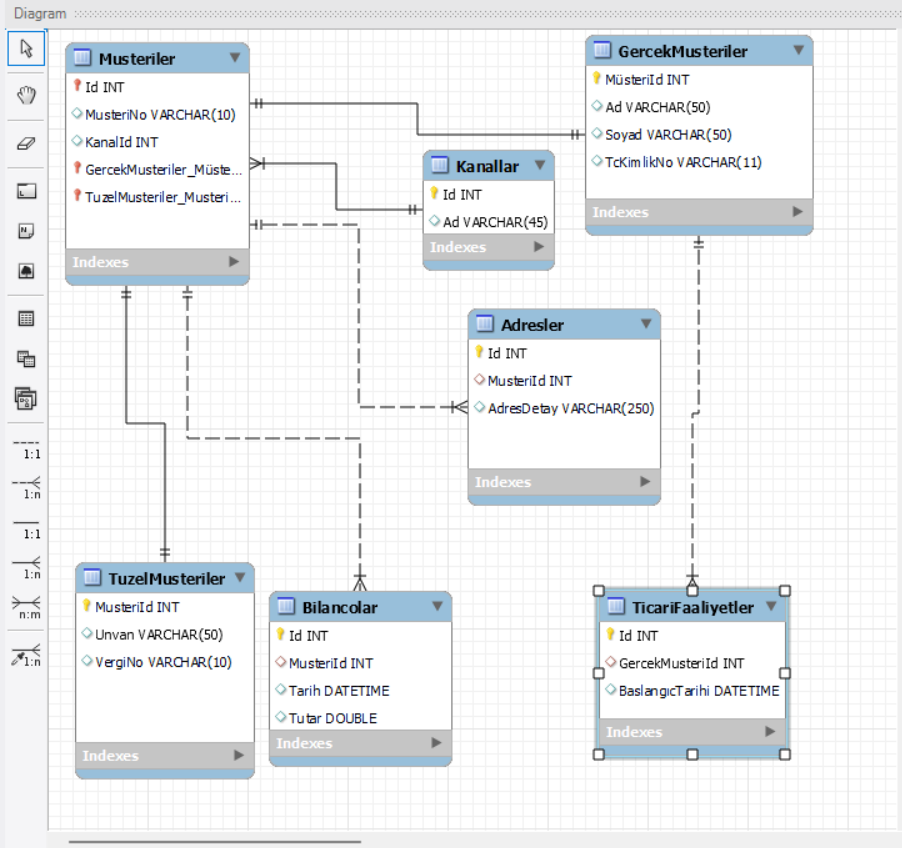 Diagram
Musteriler
Id INT
MusteriNo VARCHAR(10)
KanalId INT
GercekMusteriler_Müste...
TuzelMusteriler_Musteri...
Indexes
GercekMusteriler
MüsteriId INT
Ad VARCHAR(50)
Soyad VARCHAR(50)
TcKimlikNo VARCHAR(11)
Indexes
Kanallar
Id INT
Ad VARCHAR(45)
Indexes
Adresler
Id INT
MusteriId INT
AdresDetay VARCHAR(250)
Indexes
1:1
1:n
1:1
1:n
n:m
1:n
TuzelMusteriler
MusteriId INT
Unvan VARCHAR(50)
VergiNo VARCHAR(10)
Indexes
Bilancolar
Id INT
MusteriId INT
Tarih DATETIME
Tutar DOUBLE
Indexes
TicariFaaliyetler
Id INT
GercekMusteriId INT
BaslangıcTarihi DATETIME
Indexes